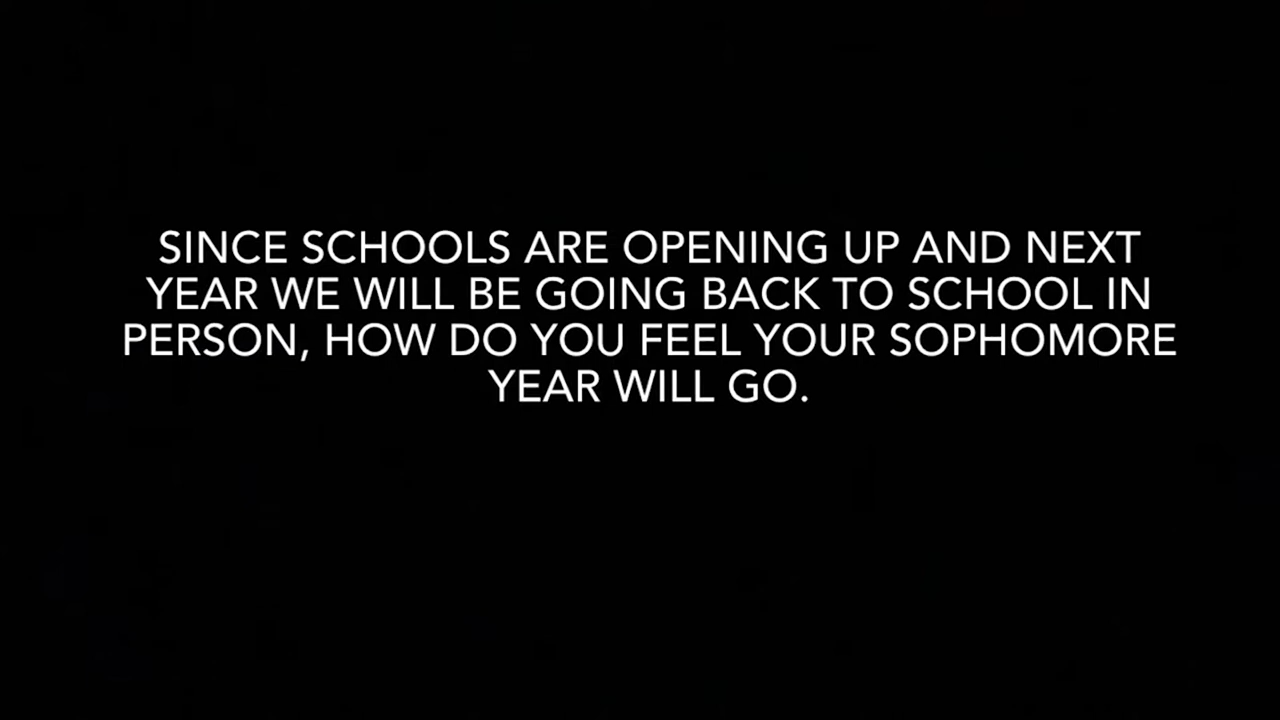 SINCE SCHOOLS ARE OPENING UP AND NEXT
YEAR WE WILL BE GOING BACK TO SCHOOL IN
PERSON, HOW DO YOU FEEL YOUR SOPHOMORE
YEAR WILL GO.